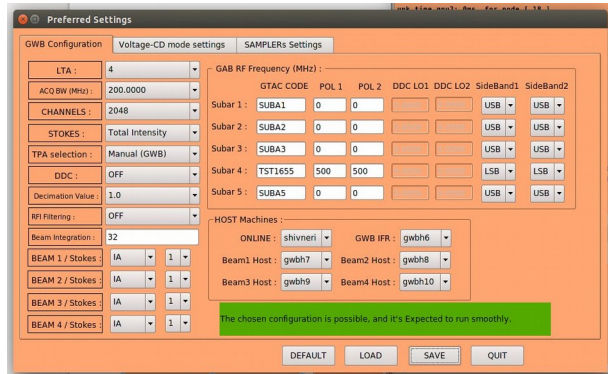 upk time gpu2: 0ms, for node [ 18 ]
Preferred Settings
GWB Configuration Voltage-CD mode settings SAMPLERs Settings
LTA : 4
ACQ BW (MHz) : 200.0000
CHANNELS : 2048
STOKES : Total Intensity
TPA selection : Manual (GWB)
DDC : OFF
Decimation Value : 1.0
RFI Filtering : OFF
Beam Integration : 32
BEAM 1 / Stokes : IA 1
BEAM 2 / Stokes : IA 1
BEAM 3 / Stokes : IA 1
BEAM 4 / Stokes : IA 1
GAB RF Frequency (MHz) :
GTAC CODE POL 1 POL 2 DDC LO1 DDC LO2 SideBand1 SideBand2
Subar 1 : SUBA1 0 0 USB USB
Subar 2 : SUBA2 0 0 USB USB
Subar 3 : SUBA3 0 0 USB USB
Subar 4 : TST1655 500 500 LSB LSB
Subar 5 : SUBA5 0 0 USB USB
HOST Machines :
ONLINE : shivneri GWB IFR : gwbh6
Beam1 Host : gwbh7 Beam2 Host : gwbh8
Beam3 Host : gwbh9 Beam4 Host : gwbh10
The chosen configuration is possible, and it's Expected to run smoothly.
DEFAULT LOAD SAVE QUIT